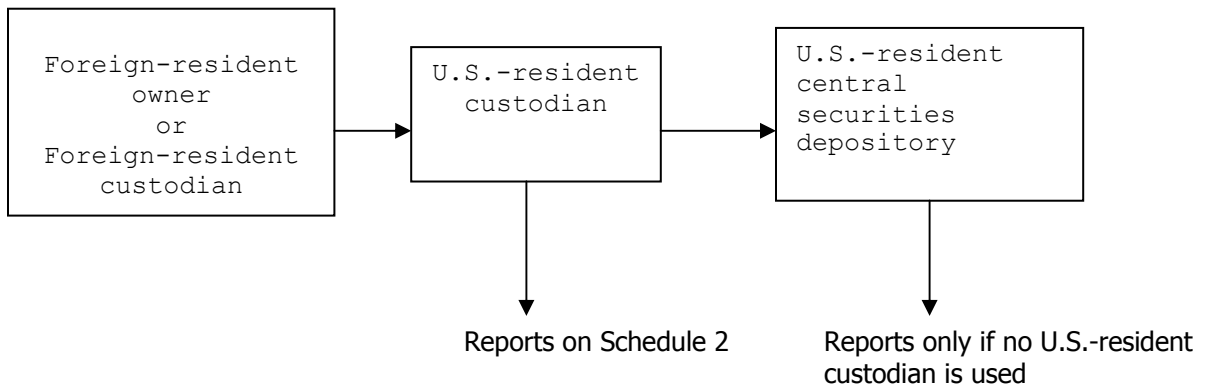 Foreign-resident
owner
or
Foreign-resident
custodian
U.S.-resident
custodian
U.S.-resident
central
securities
depository
Reports on Schedule 2
Reports only if no U.S.-resident
custodian is used